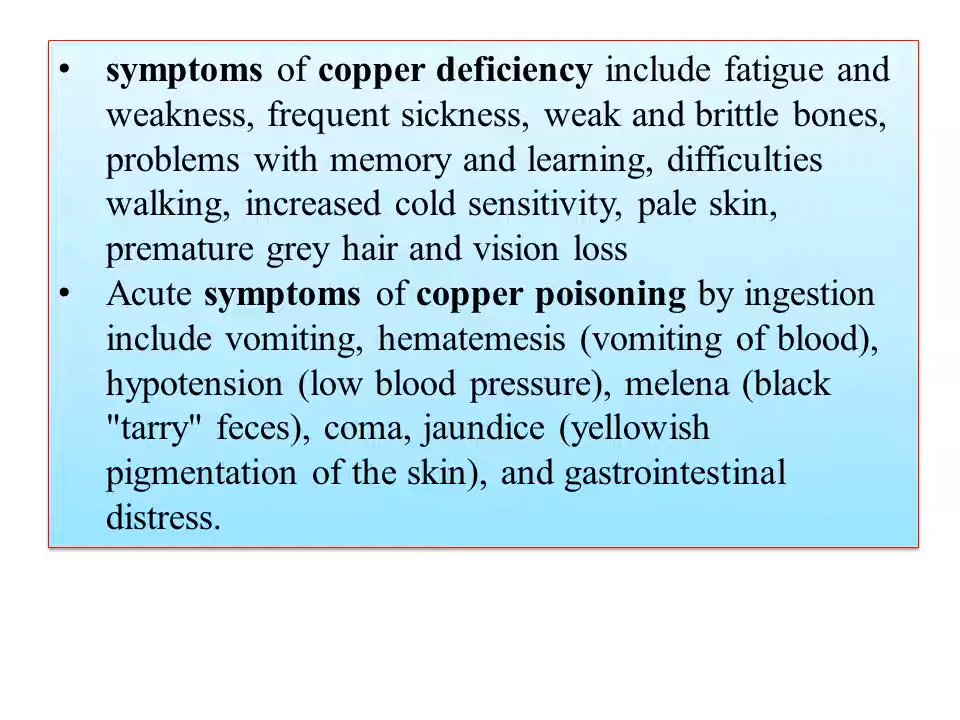 • symptoms of copper deficiency include fatigue and
weakness, frequent sickness, weak and brittle bones,
problems with memory and learning, difficulties
walking, increased cold sensitivity, pale skin,
premature grey hair and vision loss
• Acute symptoms of copper poisoning by ingestion
include vomiting, hematemesis (vomiting of blood),
hypotension (low blood pressure), melena (black
"tarry" feces), coma, jaundice (yellowish
pigmentation of the skin), and gastrointestinal
distress.